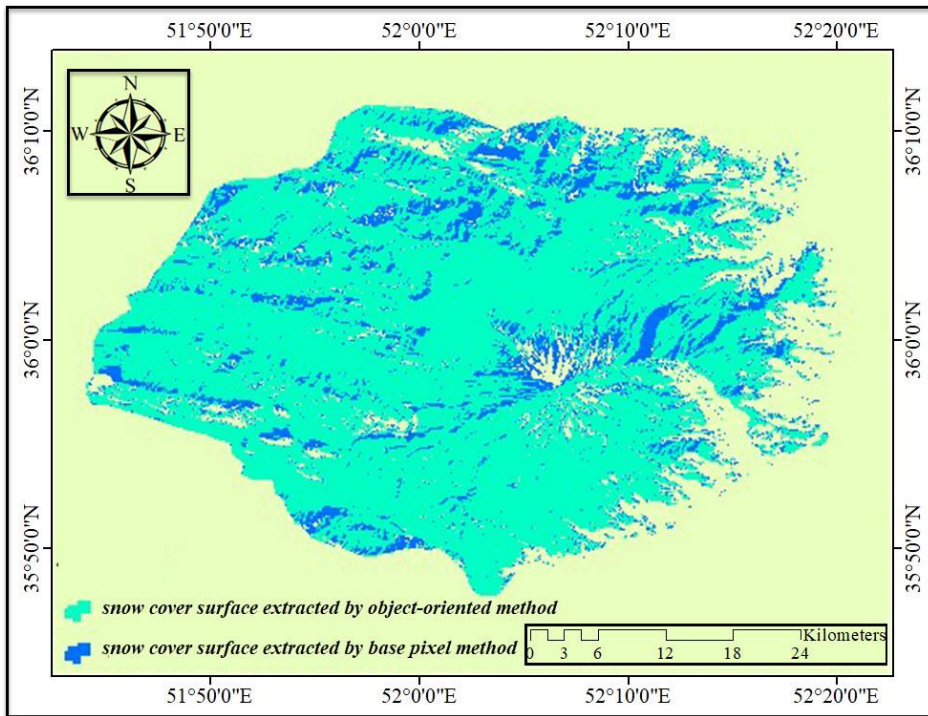 51°50'0"E 52°0'0"E 52°10'0"E 52°20'0"E
N
W E
S
36°10'0"N 36°10'0"N
36°0'0"N 36°0'0"N
35°50'0"N 35°50'0"N
snow cover surface extracted by object-oriented method
snow cover surface extracted by base pixel method
Kilometers
0 3 6 12 18 24
51°50'0"E 52°0'0"E 52°10'0"E 52°20'0"E